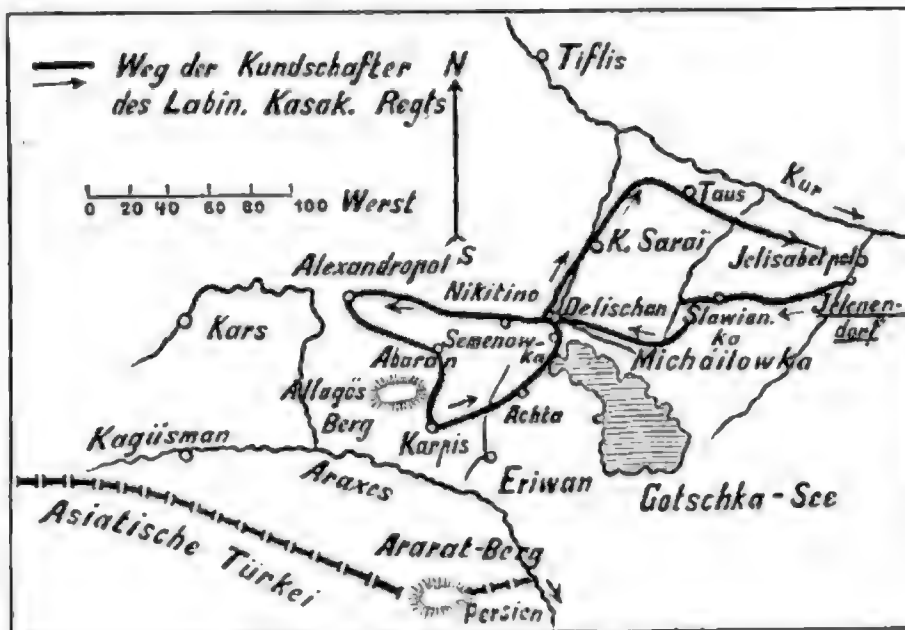 Weg der Kundschafter
des Labin. Kasak. Regts
N
0 20 40 60 80 100 Werst
S
Tiflis
Kur
Taus
K. Saraï
Jelisabetpol
Alexandropol
Nikitino
Delischan
Slawian.
ka
Jelenen-
dorf
Kars
Semenow-
ka
Michaïlowka
Abaran
Allagös
Berg
Achta
Karpis
Kagüsman
Araxes
Eriwan
Gotschka-See
Asiatische Türkei
Ararat-Berg
Persien